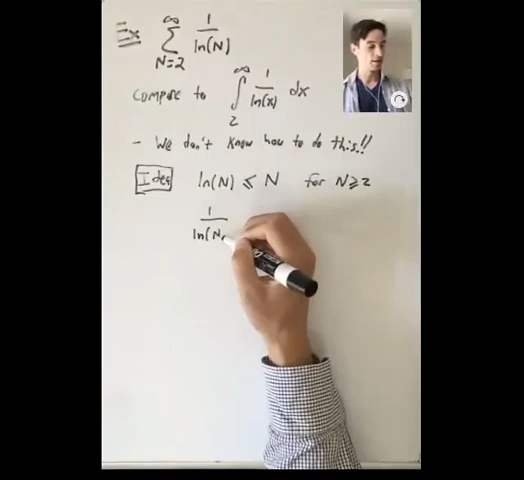 Ex ∑ N=2 ∞ 1/ln(N)
compare to ∫ 2 ∞ 1/ln(x) dx
- We don't know how to do this!!
Idea ln(N) ≤ N for N≥2
1/ln(N